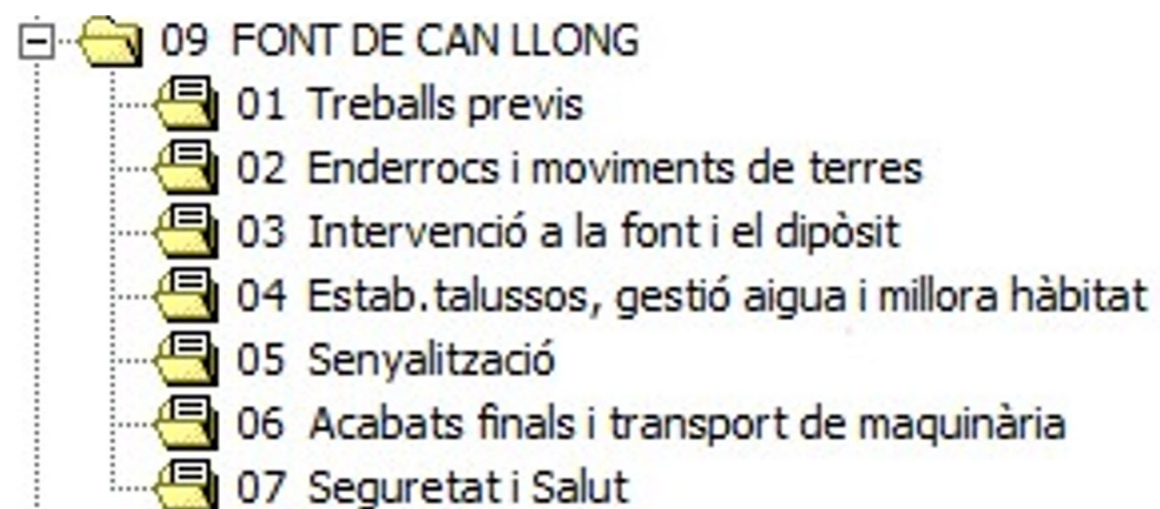 09 FONT DE CAN LLONG
01 Treballs previs
02 Enderrocs i moviments de terres
03 Intervenció a la font i el dipòsit
04 Estab.talussos, gestió aigua i millora hàbitat
05 Senyalització
06 Acabats finals i transport de maquinària
07 Seguretat i Salut